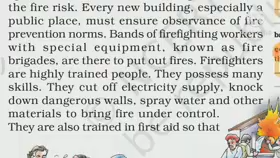 the fire risk. Every new building, especially a
public place, must ensure observance of fire
prevention norms. Bands of firefighting workers
with special equipment, known as fire
brigades, are there to put out fires. Firefighters
are highly trained people. They possess many
skills. They cut off electricity supply, knock
down dangerous walls, spray water and other
materials to bring fire under control.
They are also trained in first aid so that